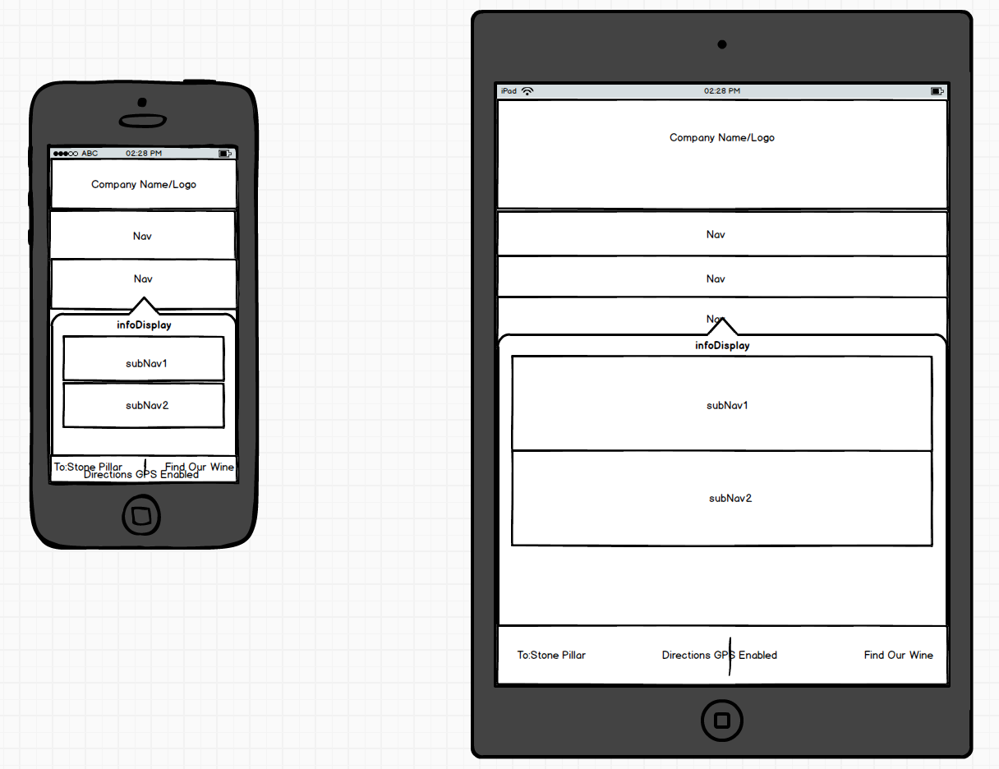 ABC 02:28 PM
Company Name/Logo
Nav
Nav
infoDisplay
subNav1
subNav2
To:Stone Pillar Find Our Wine
Directions GPS Enabled
iPad 02:28 PM
Company Name/Logo
Nav
Nav
Nav
infoDisplay
subNav1
subNav2
To:Stone Pillar Directions GPS Enabled Find Our Wine